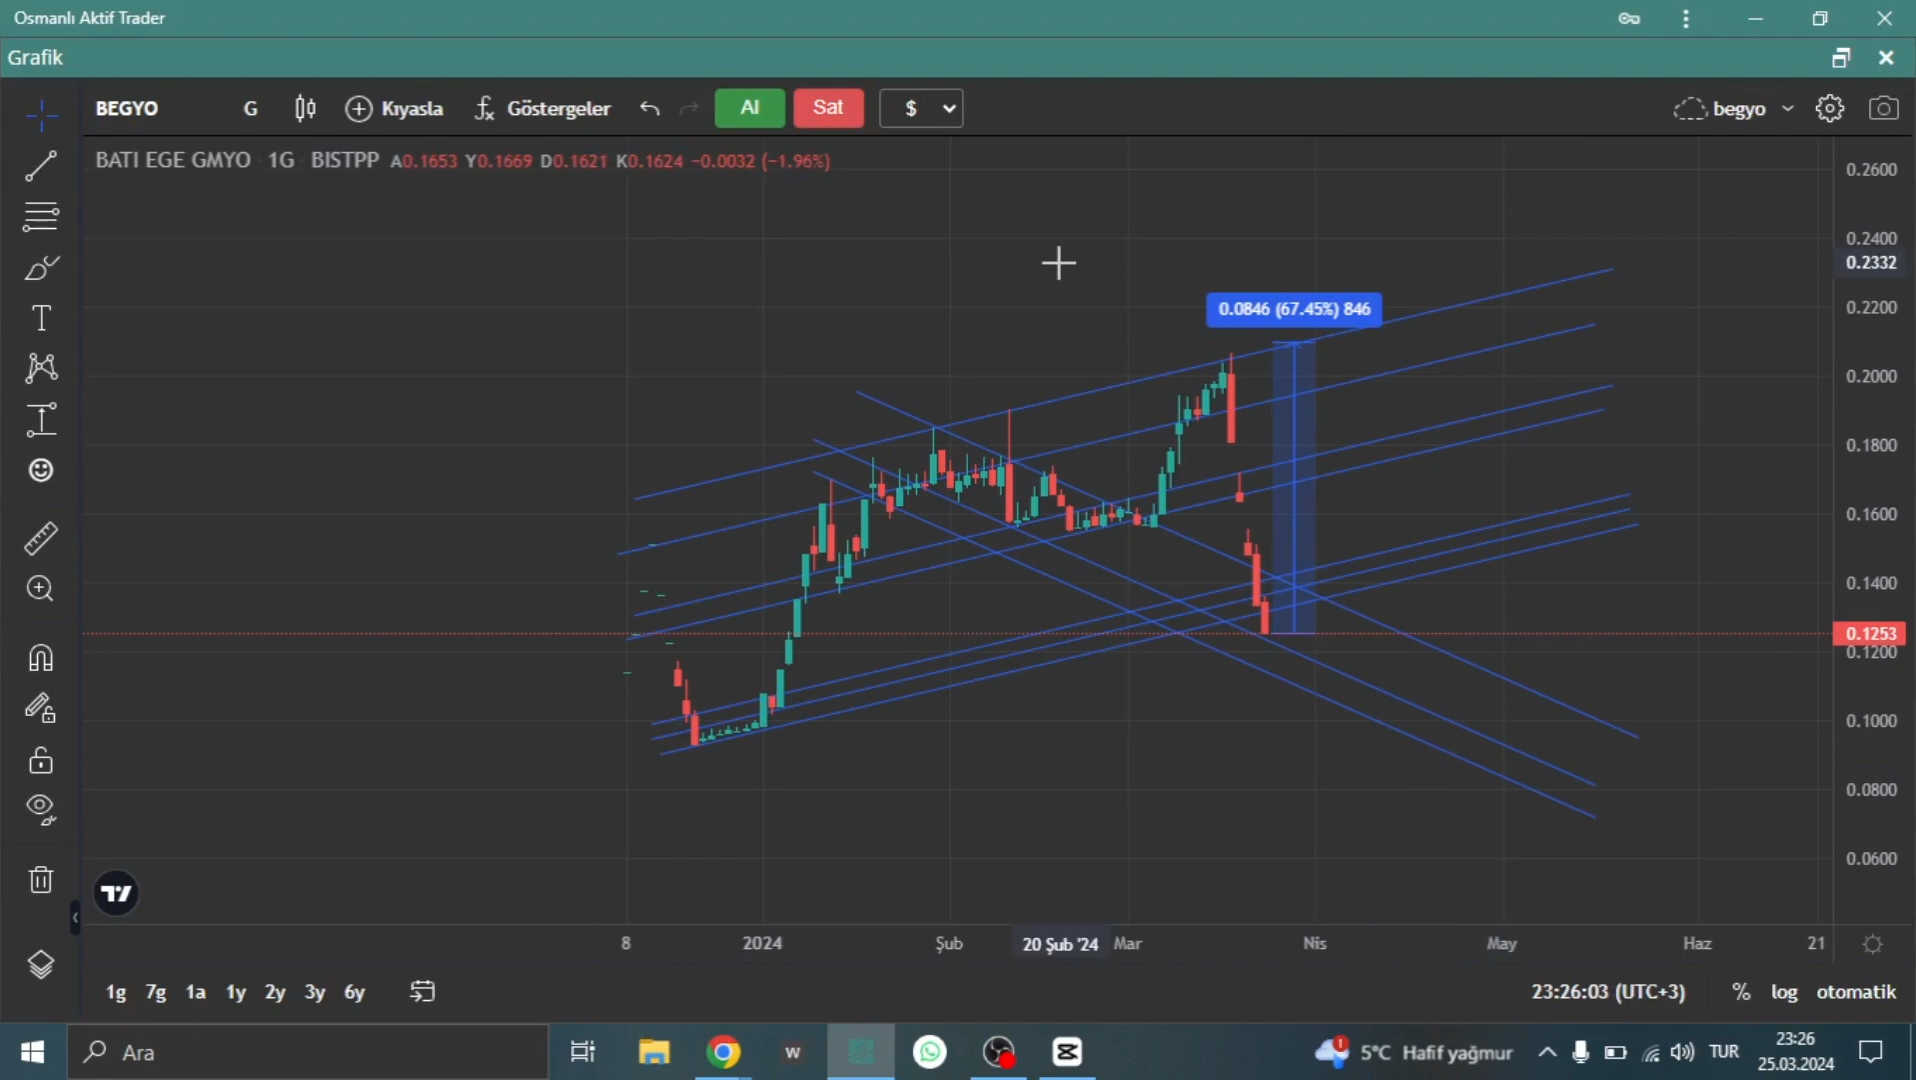 Osmanlı Aktif Trader
Grafik
BEGYO G Kıyasla Göstergeler Al Sat $ begyo
BATI EGE GMYO 1G BISTPP A0.1653 Y0.1669 D0.1621 K0.1624 −0.0032 (−1.96%)
0.2600
0.2400
0.2332
0.0846 (67.45%) 846
0.2200
0.2000
0.1800
0.1600
0.1400
0.1253
0.1200
0.1000
0.0800
0.0600
8 2024 Şub 20 Şub '24 Mar Nis May Haz 21
1g 7g 1a 1y 2y 3y 6y 23:26:03 (UTC+3) % log otomatik
Ara W 1 5°C Hafif yağmur TUR 23:26
25.03.2024